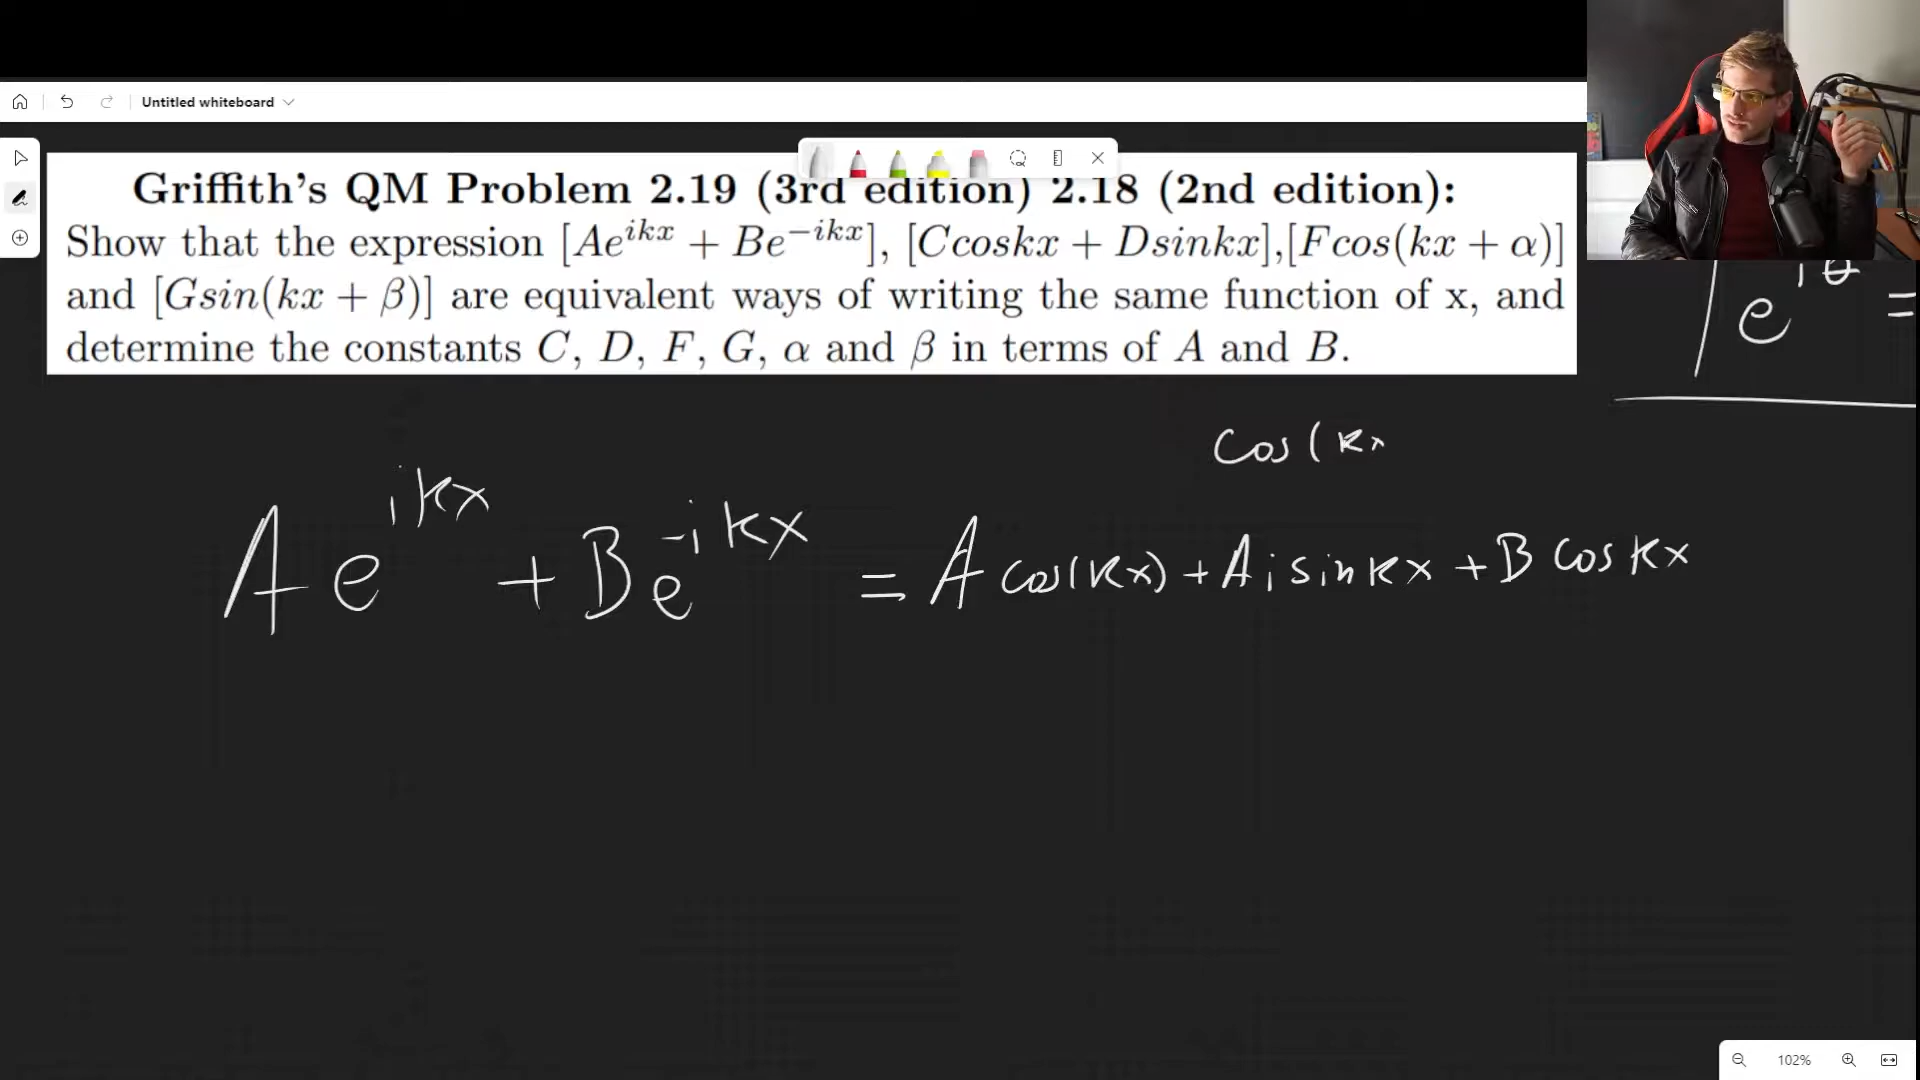 Untitled whiteboard
Griffith's QM Problem 2.19 (3rd edition) 2.18 (2nd edition):
Show that the expression [Ae^{ikx} + Be^{-ikx}], [Ccoskx + Dsinkx],[Fcos(kx + α)]
and [Gsin(kx + β)] are equivalent ways of writing the same function of x, and
determine the constants C, D, F, G, α and β in terms of A and B.
e^{iθ} =
cos(kx
Ae^{ikx} + Be^{-ikx} = A cos(kx) + A i sin kx + B cos kx
102%